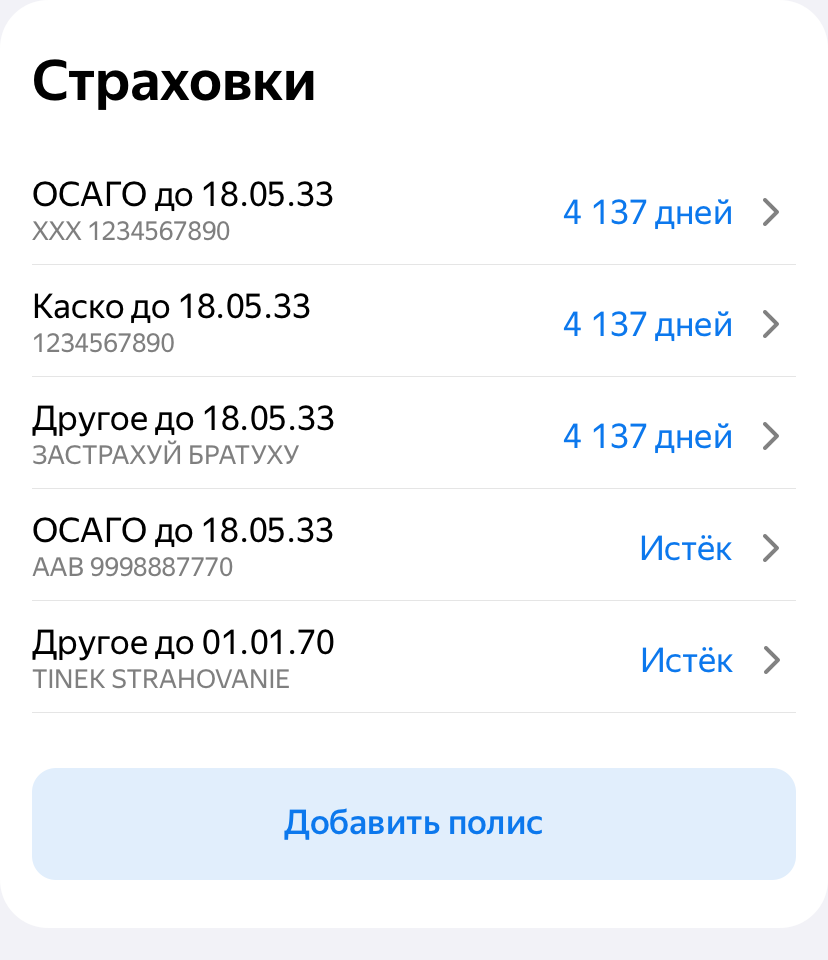 Страховки
ОСАГО до 18.05.33
ХХХ 1234567890
4 137 дней
Каско до 18.05.33
1234567890
4 137 дней
Другое до 18.05.33
ЗАСТРАХУЙ БРАТУХУ
4 137 дней
ОСАГО до 18.05.33
ААВ 9998887770
Истёк
Другое до 01.01.70
TINEK STRAHOVANIE
Истёк
Добавить полис